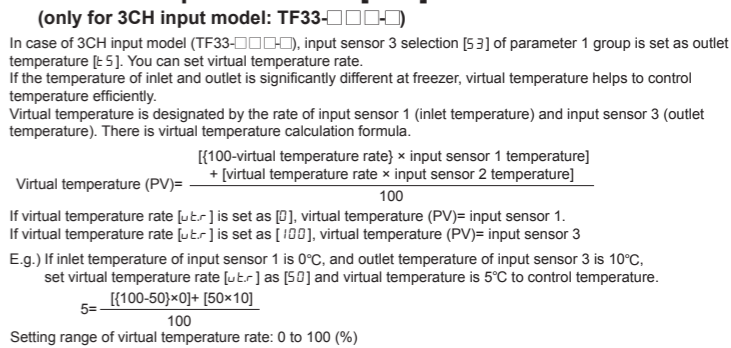 (only for 3CH input model: TF33-□□□-□)
In case of 3CH input model (TF33-□□□-□), input sensor 3 selection [S3] of parameter 1 group is set as outlet
temperature [t5]. You can set virtual temperature rate.
If the temperature of inlet and outlet is significantly different at freezer, virtual temperature helps to control
temperature efficiently.
Virtual temperature is designated by the rate of input sensor 1 (inlet temperature) and input sensor 3 (outlet
temperature). There is virtual temperature calculation formula.
[{100-virtual temperature rate} × input sensor 1 temperature]
+ [virtual temperature rate × input sensor 2 temperature]
Virtual temperature (PV)=
100
If virtual temperature rate [ut.r] is set as [0], virtual temperature (PV)= input sensor 1.
If virtual temperature rate [ut.r] is set as [100], virtual temperature (PV)= input sensor 3
E.g.) If inlet temperature of input sensor 1 is 0℃, and outlet temperature of input sensor 3 is 10℃,
set virtual temperature rate [ut.r] as [50] and virtual temperature is 5℃ to control temperature.
[{100-50}×0]+ [50×10]
5=
100
Setting range of virtual temperature rate: 0 to 100 (%)